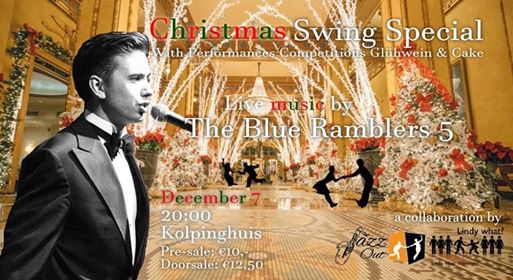 Christmas Swing Special
With Performances Competitions Glühwein & Cake
Live music by
The Blue Ramblers 5
December 7
20:00
Kolpinghuis
Pre-sale: €10,-
Doorsale: €12,50
a collaboration by
Jazz Out
Lindy what?